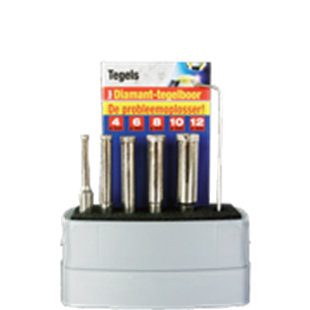 Tegels
Diamant-tegelboor
De probleemoplosser!
4 6 8 10 12